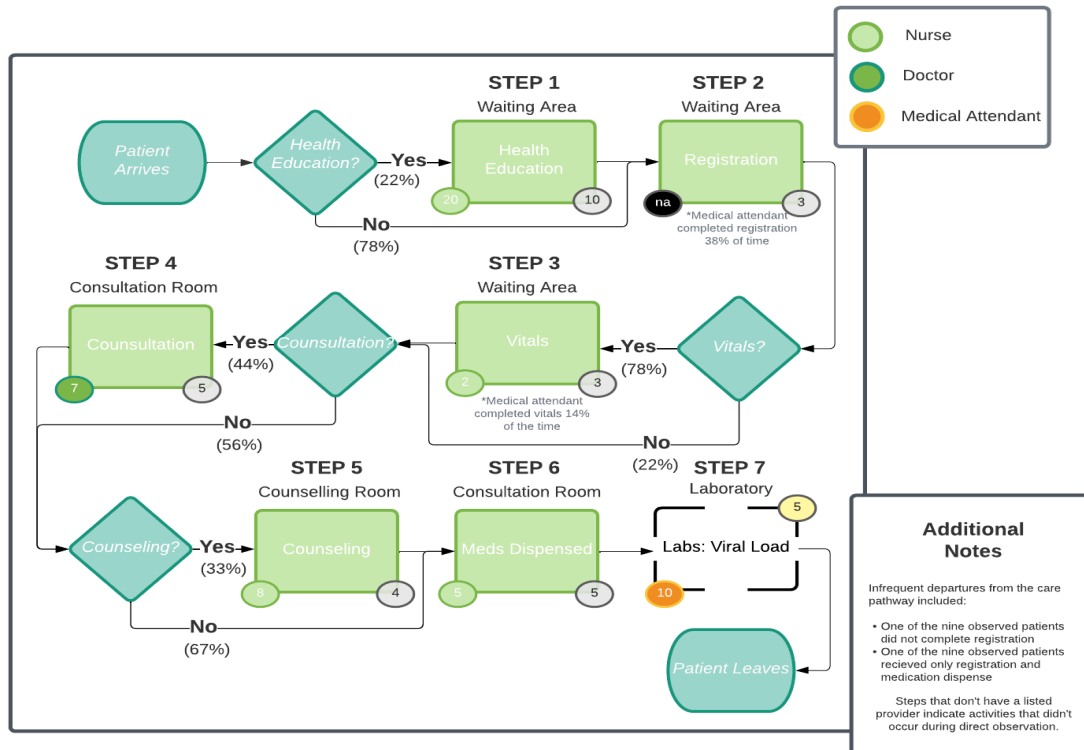 Nurse
Doctor
Medical Attendant
STEP 1
Waiting Area
STEP 2
Waiting Area
Patient
Arrives
Health
Education?
Yes
(22%)
Health
Education
20
10
Registration
na
3
*Medical attendant
completed registration
38% of time
No
(78%)
STEP 4
Consultation Room
STEP 3
Waiting Area
Counsultation
7
5
Yes
(44%)
Counsultation?
Vitals
2
3
*Medical attendant
completed vitals 14%
of the time
Yes
(78%)
Vitals?
No
(56%)
No
(22%)
STEP 5
Counselling Room
STEP 6
Consultation Room
STEP 7
Laboratory
Counseling?
Yes
(33%)
Counseling
8
4
Meds Dispensed
5
5
5
Labs: Viral Load
10
No
(67%)
Patient Leaves
Additional
Notes
Infrequent departures from the care
pathway included:
• One of the nine observed patients
did not complete registration
• One of the nine observed patients
recieved only registration and
medication dispense
Steps that don't have a listed
provider indicate activities that didn't
occur during direct observation.